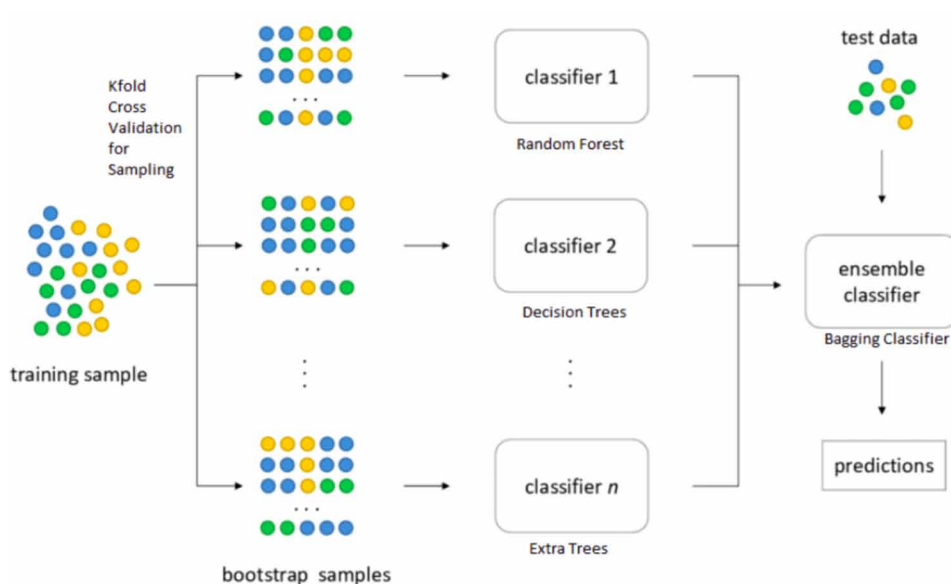 Kfold
Cross
Validation
for
Sampling
training sample
...
...
...
bootstrap samples
classifier 1
Random Forest
classifier 2
Decision Trees
classifier n
Extra Trees
test data
ensemble
classifier
Bagging Classifier
predictions